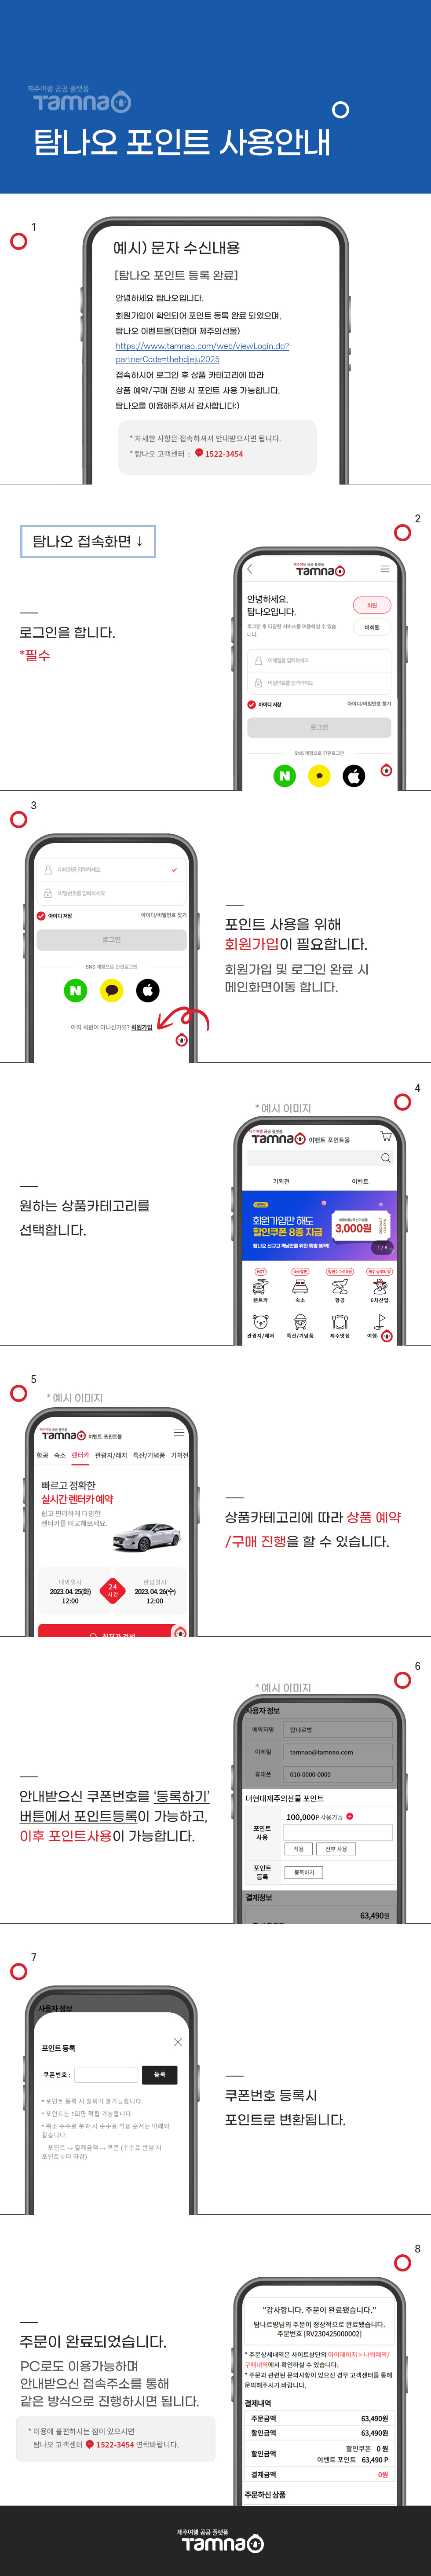 제주여행 공공 플랫폼
Tamnao
탐나오 포인트 사용안내
1
예시) 문자 수신내용
[탐나오 포인트 등록 완료]
안녕하세요 탐나오입니다.
회원가입이 확인되어 포인트 등록 완료 되었으며,
탐나오 이벤트몰(더현대 제주의선물)
https://www.tamnao.com/web/viewLogin.do?
partnerCode=thehdjeju2025
접속하시어 로그인 후 상품 카테고리에 따라
상품 예약/구매 진행 시 포인트 사용 가능합니다.
탐나오를 이용해주셔서 감사합니다:)
* 자세한 사항은 접속하셔서 안내받으시면 됩니다.
* 탐나오 고객센터 : 1522-3454
2
탐나오 접속화면 ↓
로그인을 합니다.
*필수
제주여행 공공 플랫폼
Tamnao
안녕하세요.
탐나오입니다.
로그인 후 다양한 서비스를 이용하실 수 있습
니다.
회원
비회원
이메일을 입력하세요
비밀번호를 입력하세요
아이디 저장
아이디/비밀번호 찾기
로그인
SNS 계정으로 간편로그인
N
3
이메일을 입력하세요
비밀번호를 입력하세요
아이디 저장
아이디/비밀번호 찾기
로그인
SNS 계정으로 간편로그인
N
아직 회원이 아니신가요? 회원가입
포인트 사용을 위해
회원가입이 필요합니다.
회원가입 및 로그인 완료 시
메인화면이동 합니다.
4
* 예시 이미지
원하는 상품카테고리를
선택합니다.
제주여행 공공 플랫폼
Tamnao 이벤트 포인트몰
기획전
이벤트
회원가입만 해도
할인쿠폰 8종 지급
3,000원
1 / 8
HOT
렌트카
숙소
항공
6차산업
관광지/레저
특산/기념품
제주맛집
여행
5
* 예시 이미지
제주여행 공공 플랫폼
Tamnao 이벤트 포인트몰
항공 숙소 렌터카 관광지/레저 특산/기념품 기획전
빠르고 정확한
실시간 렌터카 예약
쉽고 편리하게 다양한
렌터카를 비교해보세요.
대여일시
2023. 04. 25(화)
12:00
24
시간
반납일시
2023. 04. 26(수)
12:00
최저가 검색
상품카테고리에 따라 상품 예약
/구매 진행을 할 수 있습니다.
6
* 예시 이미지
안내받으신 쿠폰번호를 '등록하기'
버튼에서 포인트등록이 가능하고,
이후 포인트사용이 가능합니다.
사용자 정보
예약자명
탐나르방
이메일
tamnao@tamnao.com
휴대폰
010-0000-0000
더현대제주의선물 포인트
포인트
사용
100,000P 사용가능
적용
전부 사용
포인트
등록
등록하기
결제정보
63,490원
7
사용자 정보
포인트 등록
쿠폰번호 :
등록
* 포인트 등록 시 철회가 불가능합니다.
* 포인트는 1회만 적립 가능합니다.
* 취소 수수료 부과 시 수수료 적용 순서는 아래와
같습니다.
포인트 → 결제금액 → 쿠폰 (수수료 발생 시
포인트부터 차감)
쿠폰번호 등록시
포인트로 변환됩니다.
8
주문이 완료되었습니다.
PC로도 이용가능하며
안내받으신 접속주소를 통해
같은 방식으로 진행하시면 됩니다.
* 이용에 불편하시는 점이 있으시면
탐나오 고객센터 1522-3454 연락바랍니다.
"감사합니다. 주문이 완료됐습니다."
탐나르방님의 주문이 정상적으로 완료됐습니다.
주문번호 [RV230425000002]
* 주문상세내역은 사이트상단의 마이페이지 > 나의예약/
구매내역에서 확인하실 수 있습니다.
* 주문과 관련된 문의사항이 있으신 경우 고객센터를 통해
문의해주시기 바랍니다.
결제내역
주문금액
63,490원
할인금액
63,490원
할인금액
할인쿠폰 0 원
이벤트 포인트 63,490 P
결제금액
0원
주문하신 상품
제주여행 공공 플랫폼
Tamnao